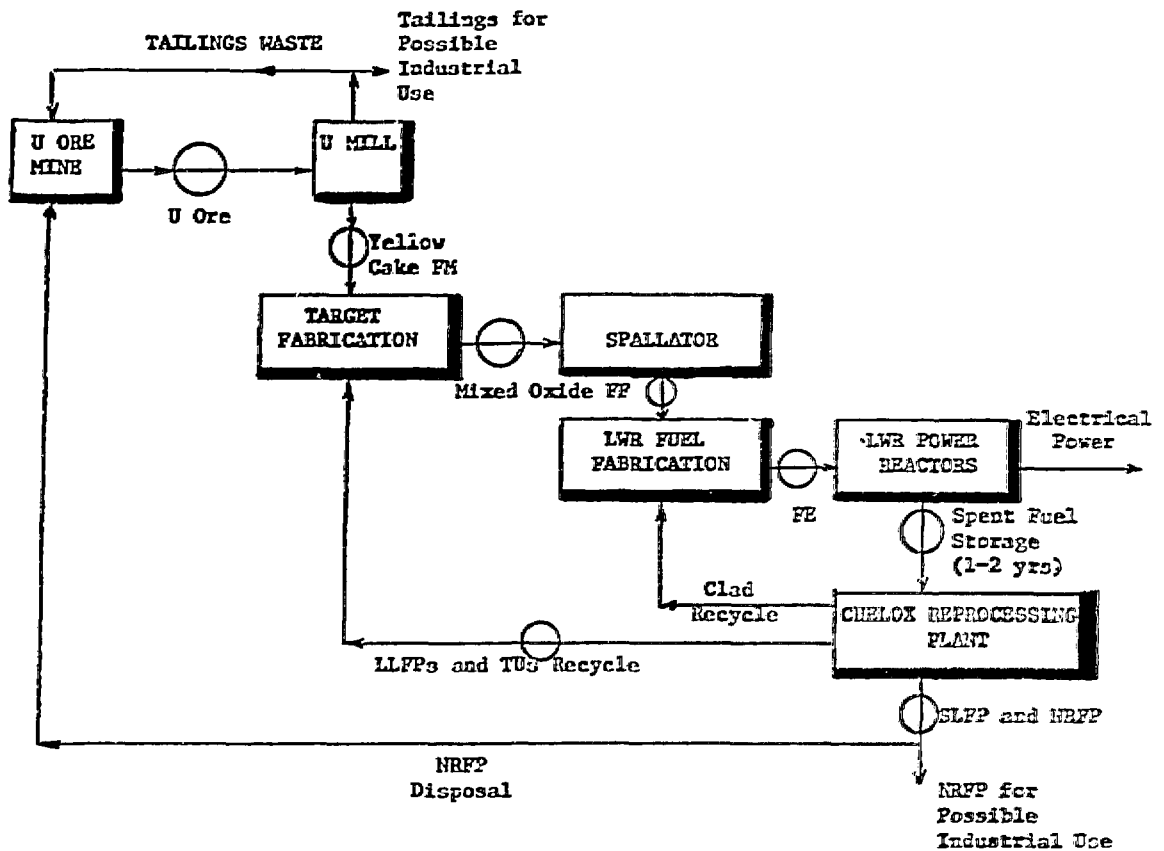 Tailings for
Possible
Industrial
Use
TAILINGS WASTE
U ORE
MINE
U MILL
U Ore
Yellow
Cake FM
TARGET
FABRICATION
SPALLATOR
Mixed Oxide FF
LWR FUEL
FABRICATION
LWR POWER
REACTORS
Electrical
Power
FE
Spent Fuel
Storage
(1-2 yrs)
Clad
Recycle
CHELOX REPROCESSING
PLANT
LLFPs and TUs Recycle
SLFP and NRFP
NRFP
Disposal
NRFP for
Possible
Industrial Use